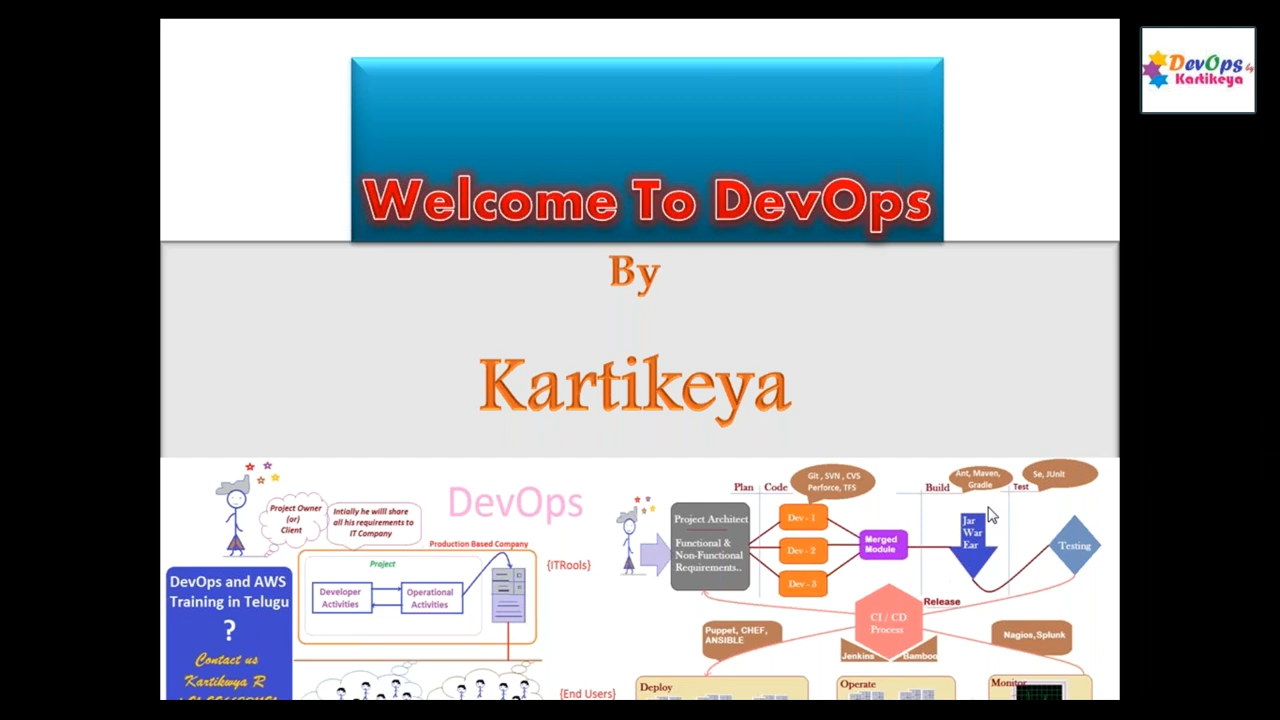 DevOps by
Kartikeya
Welcome To DevOps
By
Kartikeya
DevOps
Project Owner
(or)
Client
Intially he willl share
all his requirements to
IT Company
Production Based Company
Project
Developer
Activities
Operational
Activities
{ITRools}
{End Users}
DevOps and AWS
Training in Telugu
?
Contact us
Kartikwya R
Plan
Code
Git , SVN , CVS
Perforce, TFS
Build
Ant, Maven,
Gradle
Test
Se, JUnit
Project Architect
Functional &
Non-Functional
Requirements..
Dev - 1
Dev - 2
Dev - 3
Merged
Module
Jar
War
Ear
Testing
Release
CI / CD
Process
Puppet, CHEF,
ANSIBLE
Jenkins
Bamboo
Nagios,Splunk
Deploy
Operate
Monitor